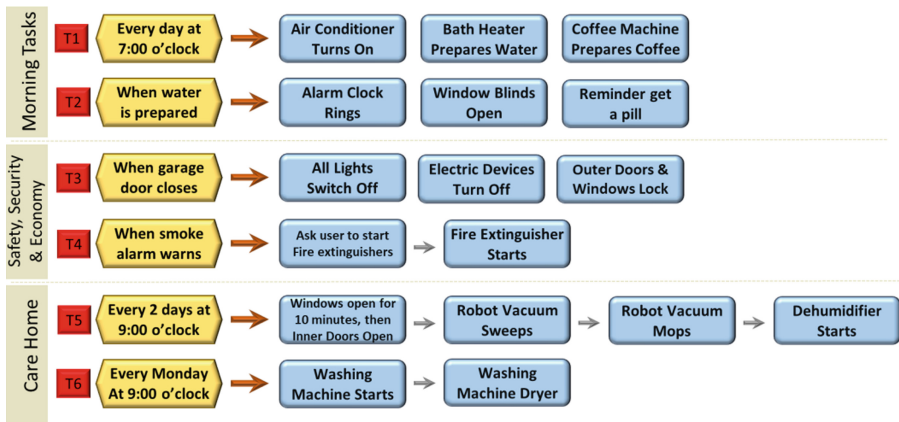 Morning Tasks
T1
Every day at
7:00 o’clock
Air Conditioner
Turns On
Bath Heater
Prepares Water
Coffee Machine
Prepares Coffee
T2
When water
is prepared
Alarm Clock
Rings
Window Blinds
Open
Reminder get
a pill
Safety, Security
& Economy
T3
When garage
door closes
All Lights
Switch Off
Electric Devices
Turn Off
Outer Doors &
Windows Lock
T4
When smoke
alarm warns
Ask user to start
Fire extinguishers
Fire Extinguisher
Starts
Care Home
T5
Every 2 days at
9:00 o’clock
Windows open for
10 minutes, then
Inner Doors Open
Robot Vacuum
Sweeps
Robot Vacuum
Mops
Dehumidifier
Starts
T6
Every Monday
At 9:00 o’clock
Washing
Machine Starts
Washing
Machine Dryer